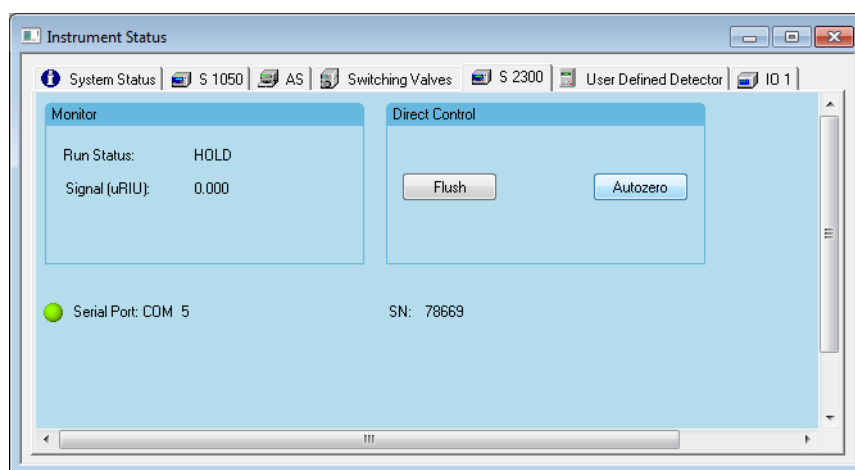 Instrument Status
System Status S 1050 AS Switching Valves S 2300 User Defined Detector IO 1
Monitor Direct Control
Run Status: HOLD
Signal (uRIU): 0.000 Flush Autozero
Serial Port: COM 5 SN: 78669